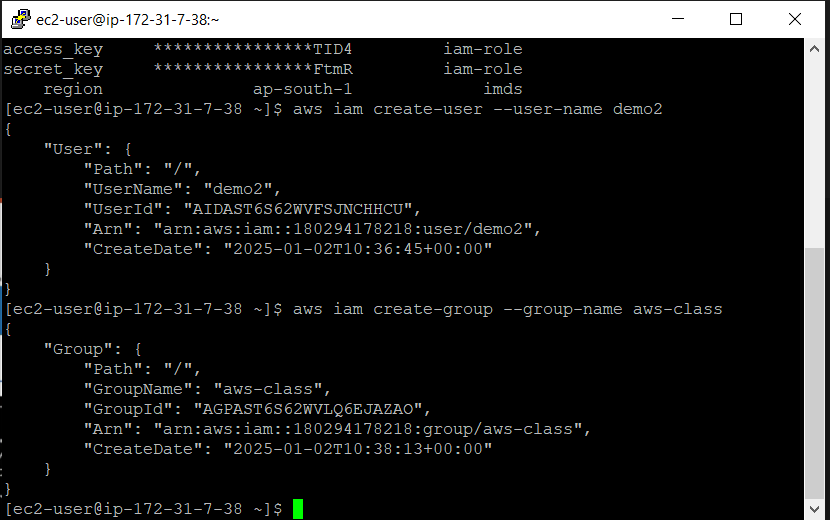 ec2-user@ip-172-31-7-38:~
access_key     ****************TID4         iam-role
secret_key     ****************FtmR         iam-role
    region               ap-south-1             imds
[ec2-user@ip-172-31-7-38 ~]$ aws iam create-user --user-name demo2
{
    "User": {
        "Path": "/",
        "UserName": "demo2",
        "UserId": "AIDAST6S62WVFSJNCHHCU",
        "Arn": "arn:aws:iam::180294178218:user/demo2",
        "CreateDate": "2025-01-02T10:36:45+00:00"
    }
}
[ec2-user@ip-172-31-7-38 ~]$ aws iam create-group --group-name aws-class
{
    "Group": {
        "Path": "/",
        "GroupName": "aws-class",
        "GroupId": "AGPAST6S62WVLQ6EJAZAO",
        "Arn": "arn:aws:iam::180294178218:group/aws-class",
        "CreateDate": "2025-01-02T10:38:13+00:00"
    }
}
[ec2-user@ip-172-31-7-38 ~]$